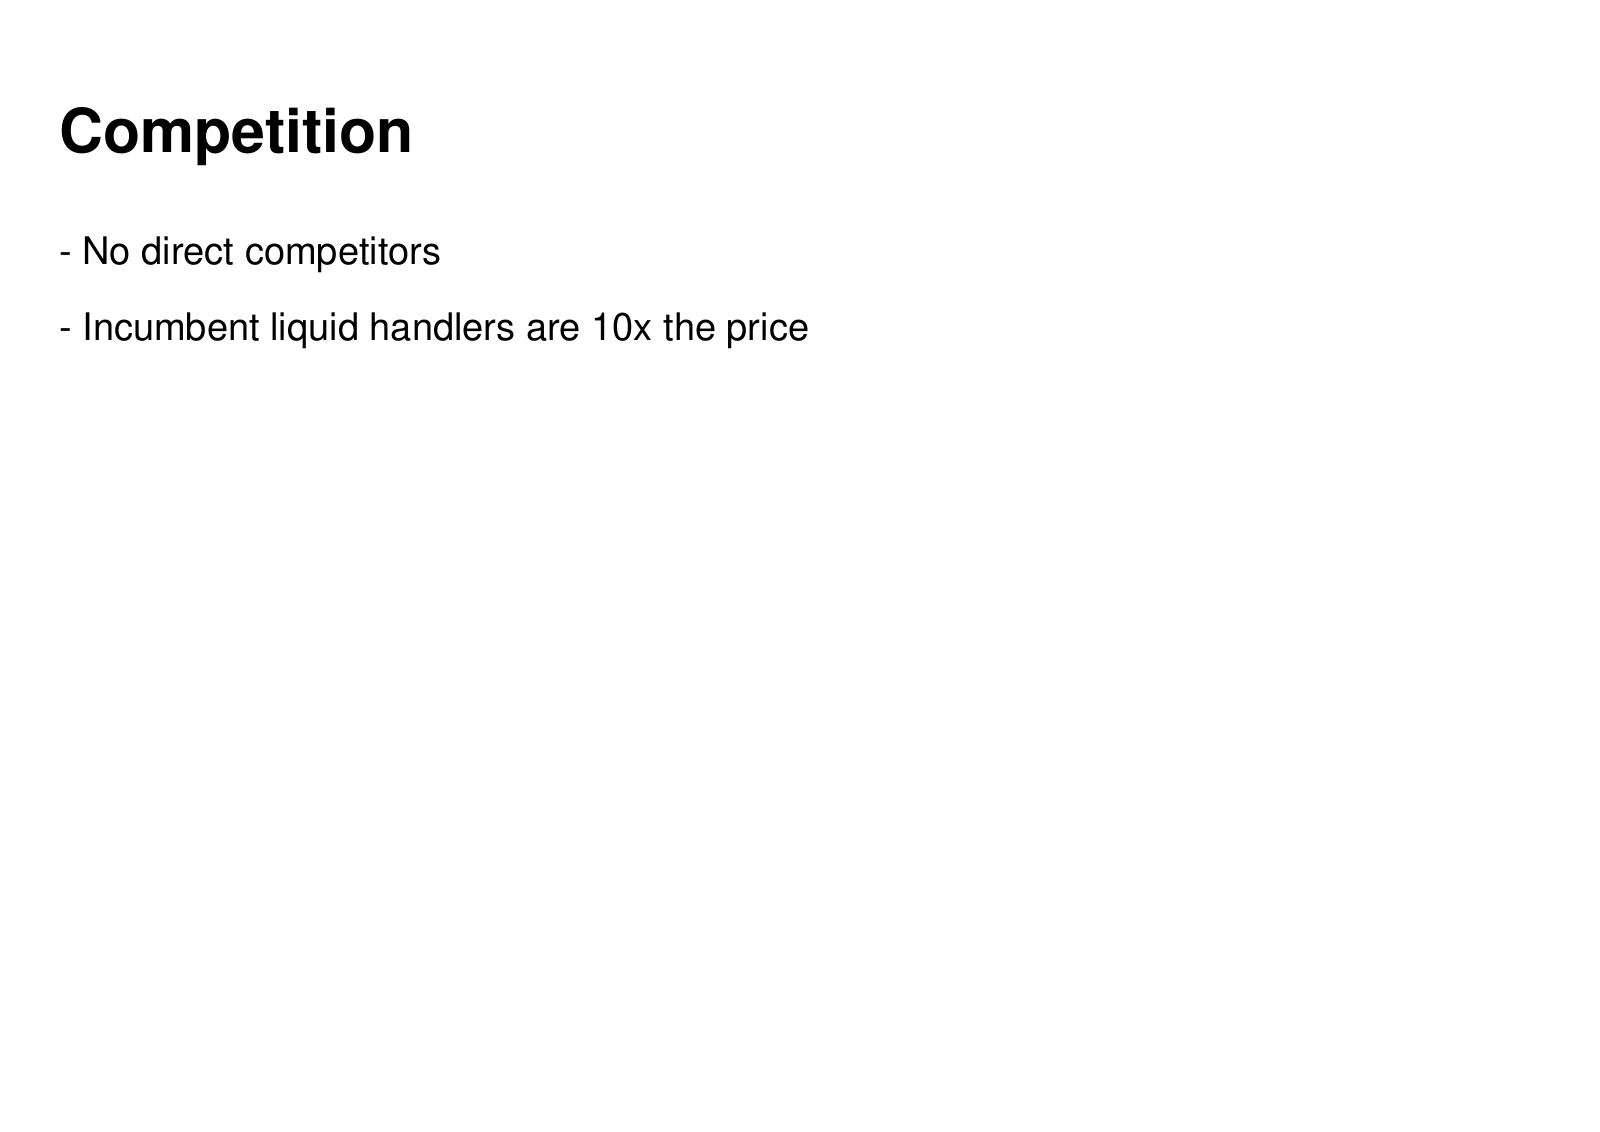 Competition
- No direct competitors
- Incumbent liquid handlers are 10x the price